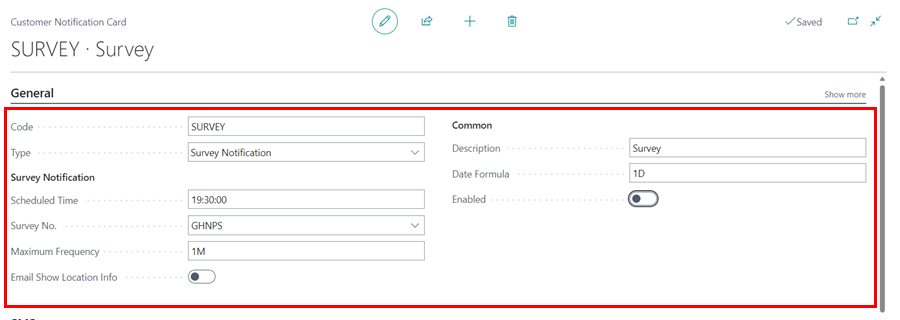 Customer Notification Card
Saved
SURVEY · Survey
General
Show more
Code
SURVEY
Type
Survey Notification
Survey Notification
Scheduled Time
19:30:00
Survey No.
GHNPS
Maximum Frequency
1M
Email Show Location Info
Common
Description
Survey
Date Formula
1D
Enabled